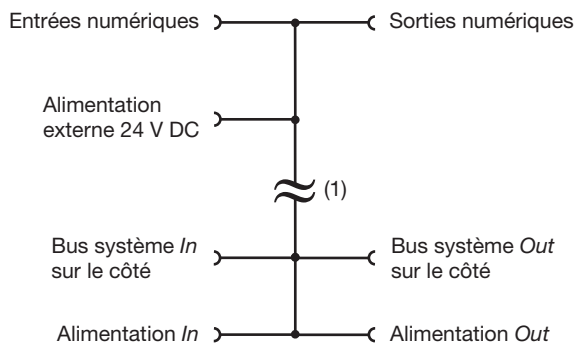 Entrées numériques
Sorties numériques
Alimentation
externe 24 V DC
(1)
Bus système In
sur le côté
Bus système Out
sur le côté
Alimentation In
Alimentation Out